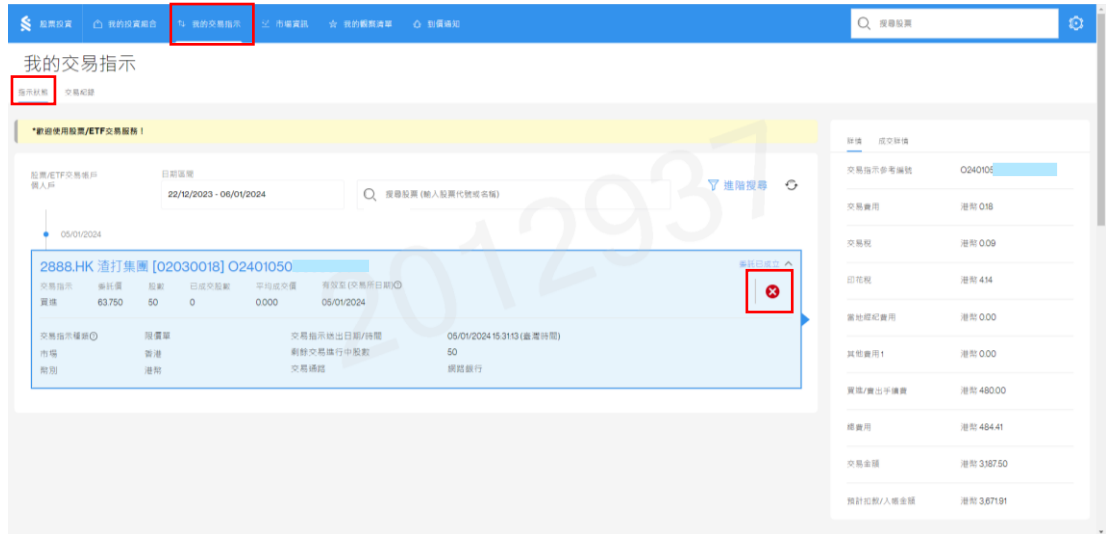 股票投資 我的投資組合 我的交易指示 市場資訊 我的觀察清單 到價通知 搜尋股票
我的交易指示
指示狀態 交易紀錄
*歡迎使用股票/ETF交易服務！
股票/ETF交易帳戶
個人戶
日期區間
22/12/2023 - 06/01/2024
搜尋股票 (輸入股票代號或名稱)
進階搜尋
05/01/2024
2888.HK 渣打集團 [02030018] O2401050
委託已成立
交易指示 委託價 股數 已成交股數 平均成交價 有效至(交易所日期)
買進 63.750 50 0 0.000 05/01/2024
交易指示種類 限價單 交易指示送出日期/時間 05/01/2024 15:31:13 (臺灣時間)
市場 香港 剩餘交易進行中股數 50
幣別 港幣 交易通路 網路銀行
詳情 成交詳情
交易指示參考編號 O240105
交易費用 港幣 0.18
交易稅 港幣 0.09
印花稅 港幣 4.14
當地經紀費用 港幣 0.00
其他費用1 港幣 0.00
買進/賣出手續費 港幣 480.00
總費用 港幣 484.41
交易金額 港幣 3,187.50
預計扣款/入帳金額 港幣 3,671.91
2012937